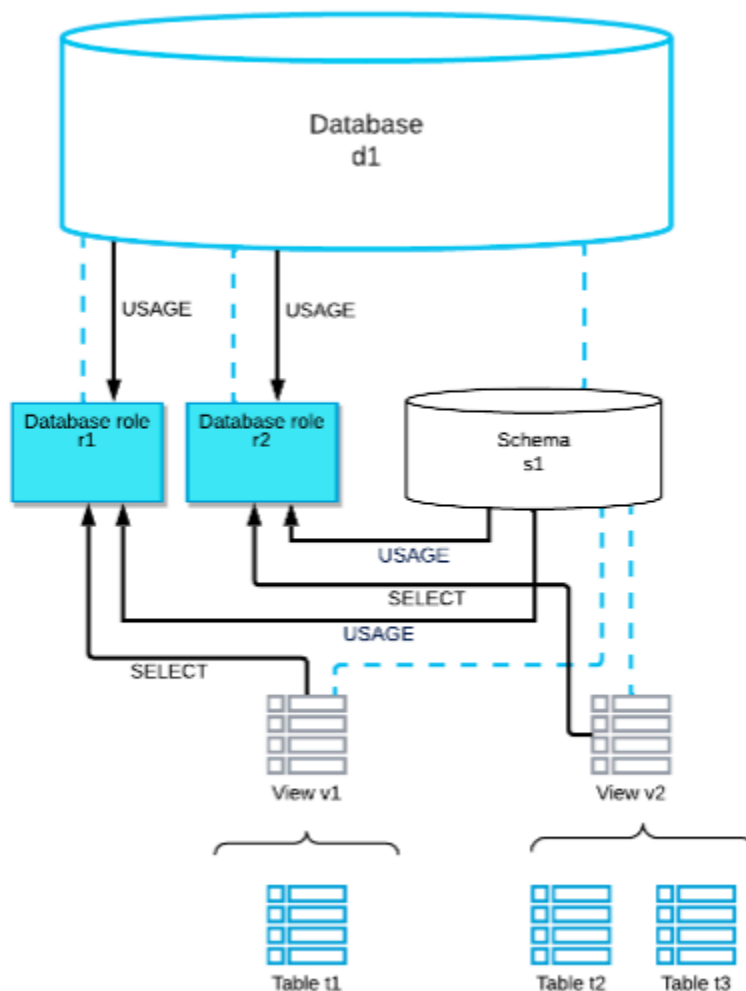 Database
d1
USAGE
USAGE
Database role
r1
Database role
r2
Schema
s1
USAGE
SELECT
USAGE
SELECT
View v1
View v2
Table t1
Table t2
Table t3